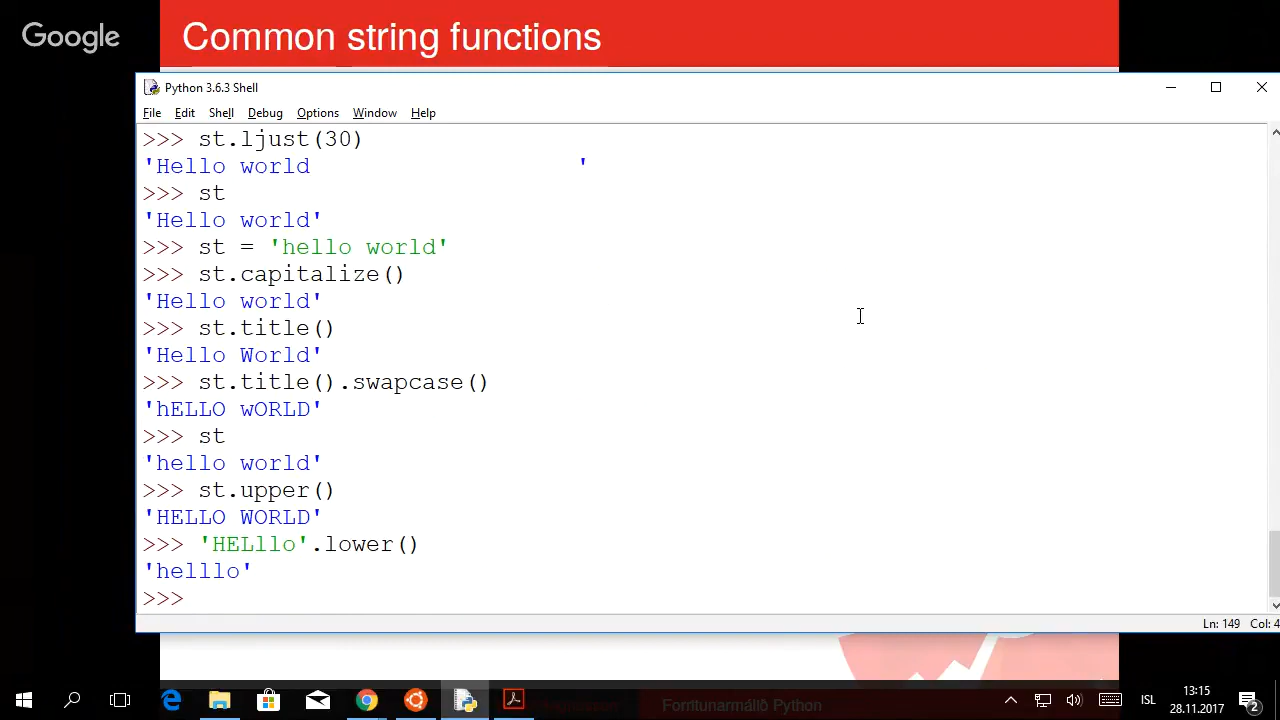 Google
Common string functions
Python 3.6.3 Shell
File Edit Shell Debug Options Window Help
>>> st.ljust(30)
'Hello world                   '
>>> st
'Hello world'
>>> st = 'hello world'
>>> st.capitalize()
'Hello world'
>>> st.title()
'Hello World'
>>> st.title().swapcase()
'hELLO wORLD'
>>> st
'hello world'
>>> st.upper()
'HELLO WORLD'
>>> 'HELllo'.lower()
'helllo'
>>>
Ln: 149 Col: 4
Forritunarmálið Python
ISL
13:15
28.11.2017
2